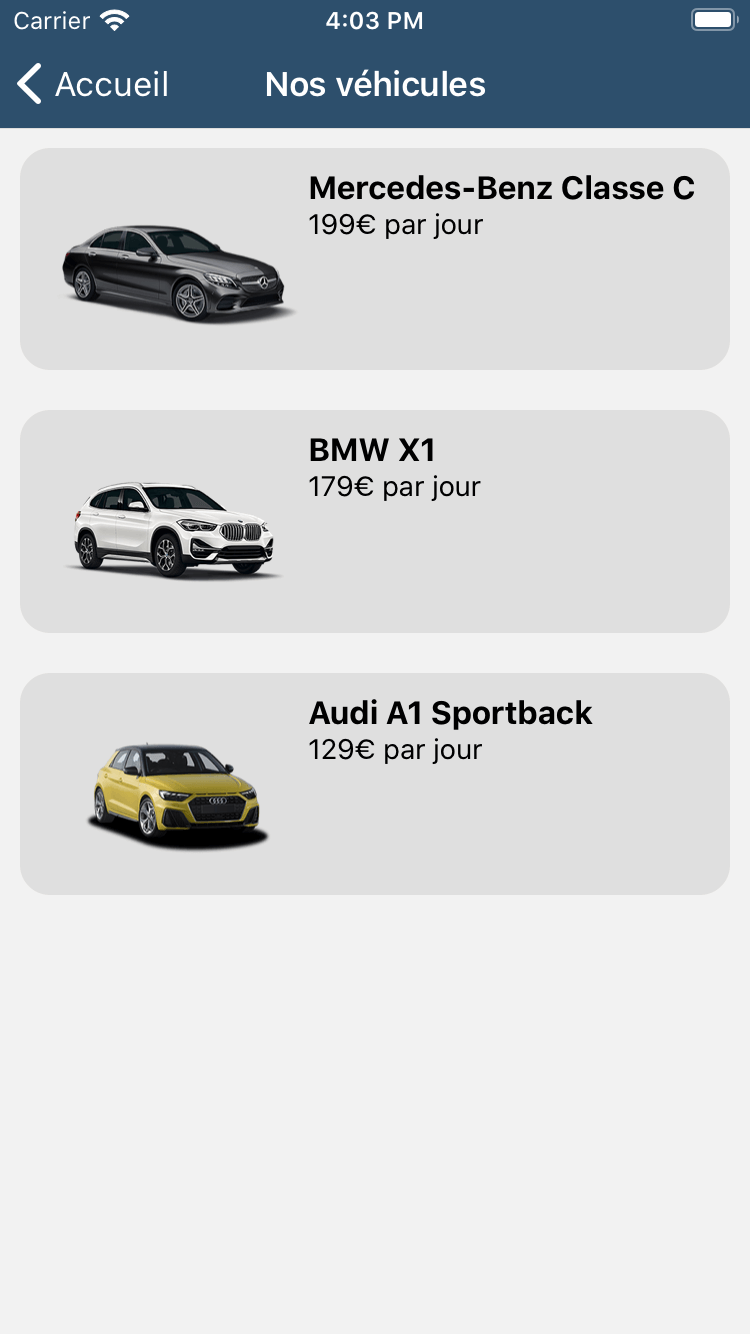 Carrier 4:03 PM
Accueil Nos véhicules
Mercedes-Benz Classe C
199€ par jour
BMW X1
179€ par jour
Audi A1 Sportback
129€ par jour